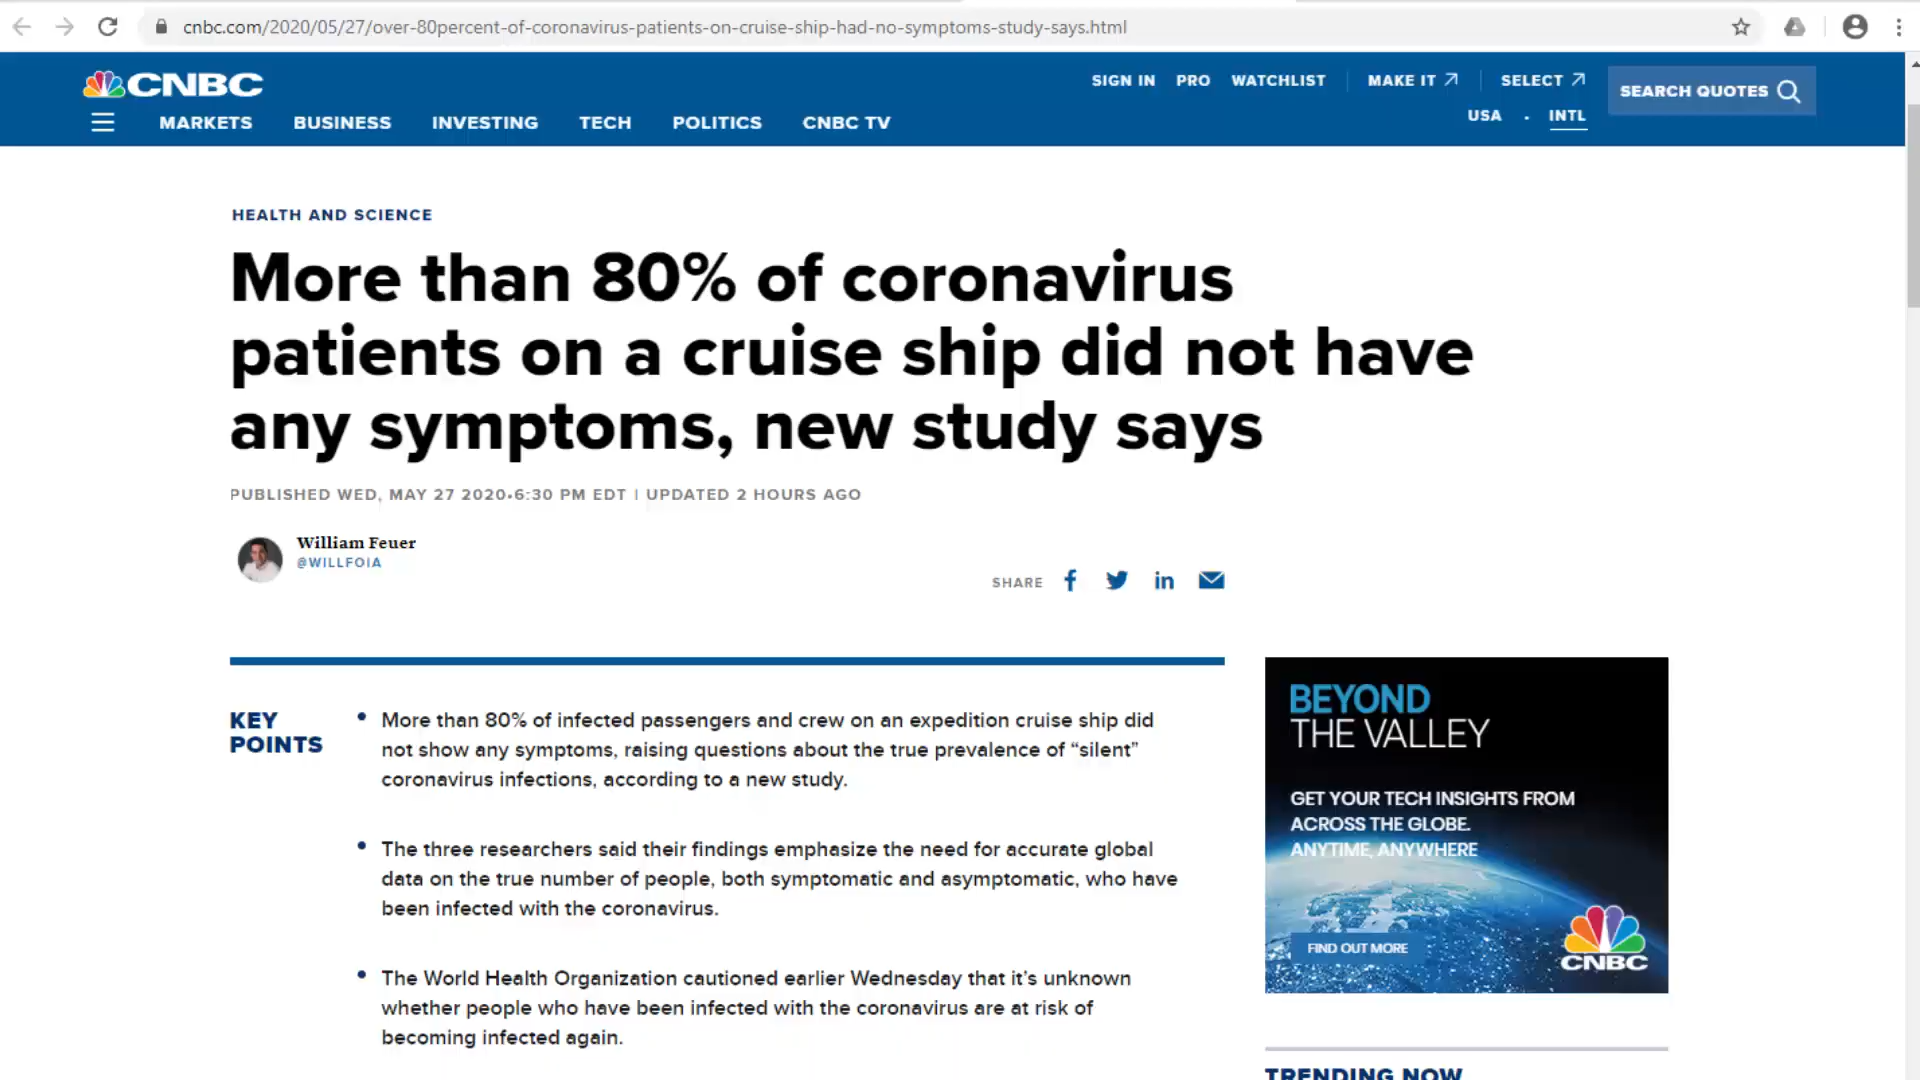 cnbc.com/2020/05/27/over-80percent-of-coronavirus-patients-on-cruise-ship-had-no-symptoms-study-says.html
CNBC
SIGN IN PRO WATCHLIST MAKE IT SELECT
SEARCH QUOTES
USA · INTL
MARKETS BUSINESS INVESTING TECH POLITICS CNBC TV
HEALTH AND SCIENCE
More than 80% of coronavirus
patients on a cruise ship did not have
any symptoms, new study says
PUBLISHED WED, MAY 27 2020•6:30 PM EDT | UPDATED 2 HOURS AGO
William Feuer
@WILLFOIA
SHARE
KEY
POINTS
• More than 80% of infected passengers and crew on an expedition cruise ship did
not show any symptoms, raising questions about the true prevalence of “silent”
coronavirus infections, according to a new study.
• The three researchers said their findings emphasize the need for accurate global
data on the true number of people, both symptomatic and asymptomatic, who have
been infected with the coronavirus.
• The World Health Organization cautioned earlier Wednesday that it’s unknown
whether people who have been infected with the coronavirus are at risk of
becoming infected again.
BEYOND
THE VALLEY
GET YOUR TECH INSIGHTS FROM
ACROSS THE GLOBE.
ANYTIME, ANYWHERE
FIND OUT MORE
CNBC
TRENDING NOW